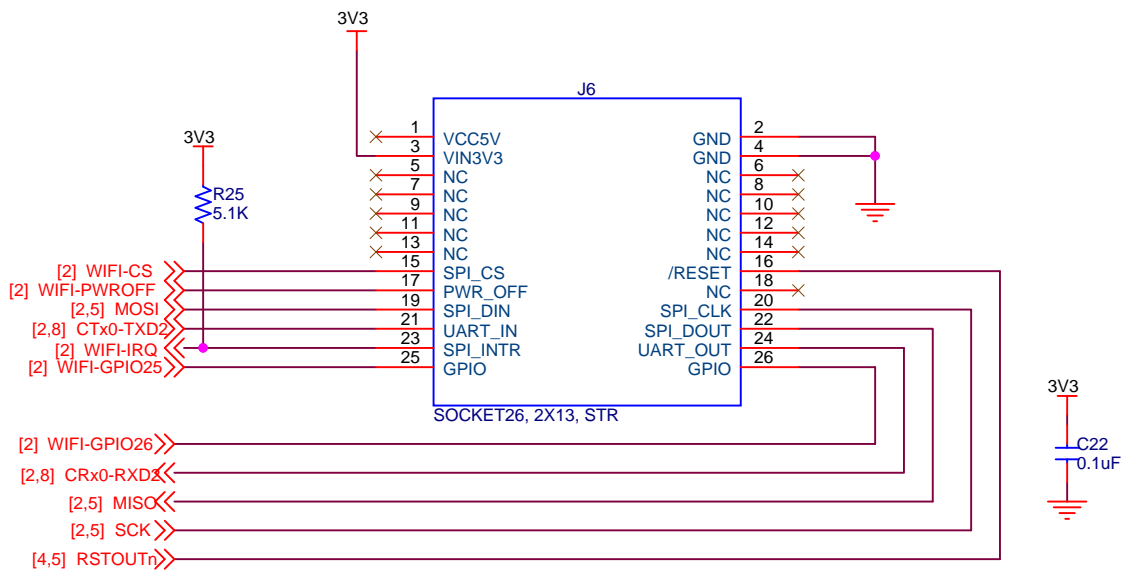 3V3
J6
3V3
R25
5.1K
1 VCC5V GND 2
3 VIN3V3 GND 4
5 NC NC 6
7 NC NC 8
9 NC NC 10
11 NC NC 12
13 NC NC 14
[2] WIFI-CS 15 SPI_CS /RESET 16
[2] WIFI-PWROFF 17 PWR_OFF NC 18
[2,5] MOSI 19 SPI_DIN SPI_CLK 20
[2,8] CTx0-TXD2 21 UART_IN SPI_DOUT 22
[2] WIFI-IRQ 23 SPI_INTR UART_OUT 24
[2] WIFI-GPIO25 25 GPIO GPIO 26
SOCKET26, 2X13, STR
3V3
C22
0.1uF
[2] WIFI-GPIO26
[2,8] CRx0-RXD2
[2,5] MISO
[2,5] SCK
[4,5] RSTOUTn